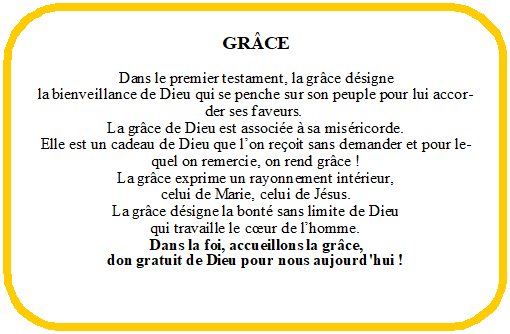 GRÂCE
Dans le premier testament, la grâce désigne
la bienveillance de Dieu qui se penche sur son peuple pour lui accor-
der ses faveurs.
La grâce de Dieu est associée à sa miséricorde.
Elle est un cadeau de Dieu que l’on reçoit sans demander et pour le-
quel on remercie, on rend grâce !
La grâce exprime un rayonnement intérieur,
celui de Marie, celui de Jésus.
La grâce désigne la bonté sans limite de Dieu
qui travaille le cœur de l’homme.
Dans la foi, accueillons la grâce,
don gratuit de Dieu pour nous aujourd'hui !